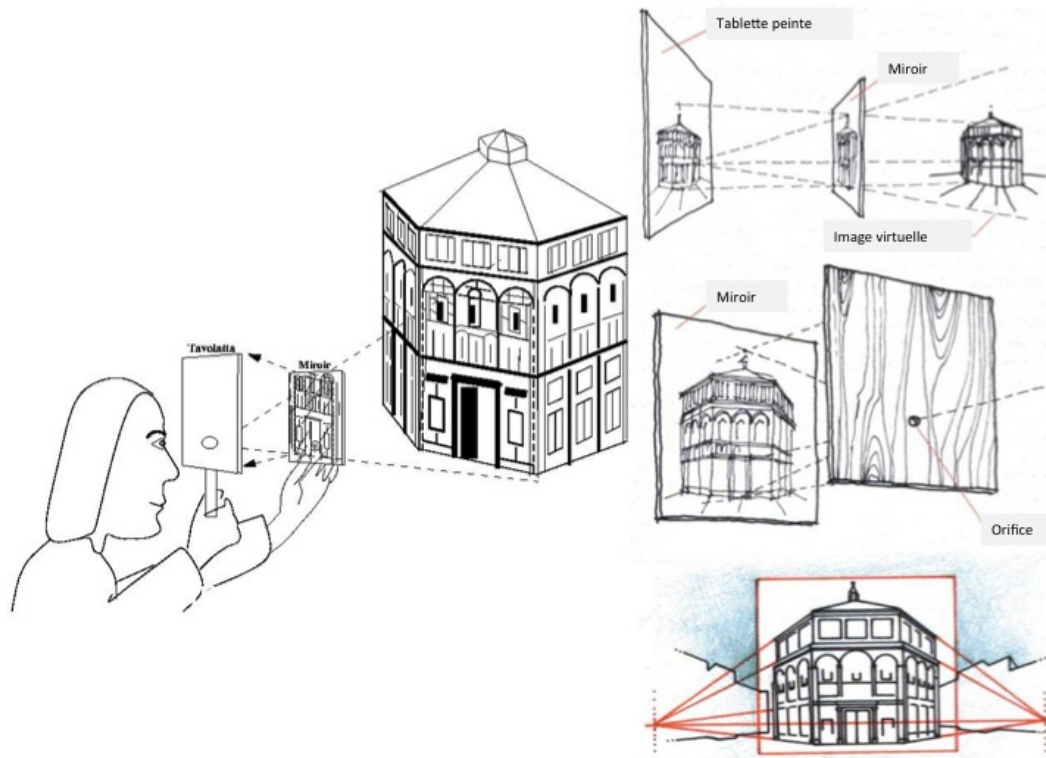 Tablette peinte
Miroir
Image virtuelle
Tavolatta
Miroir
Miroir
Orifice